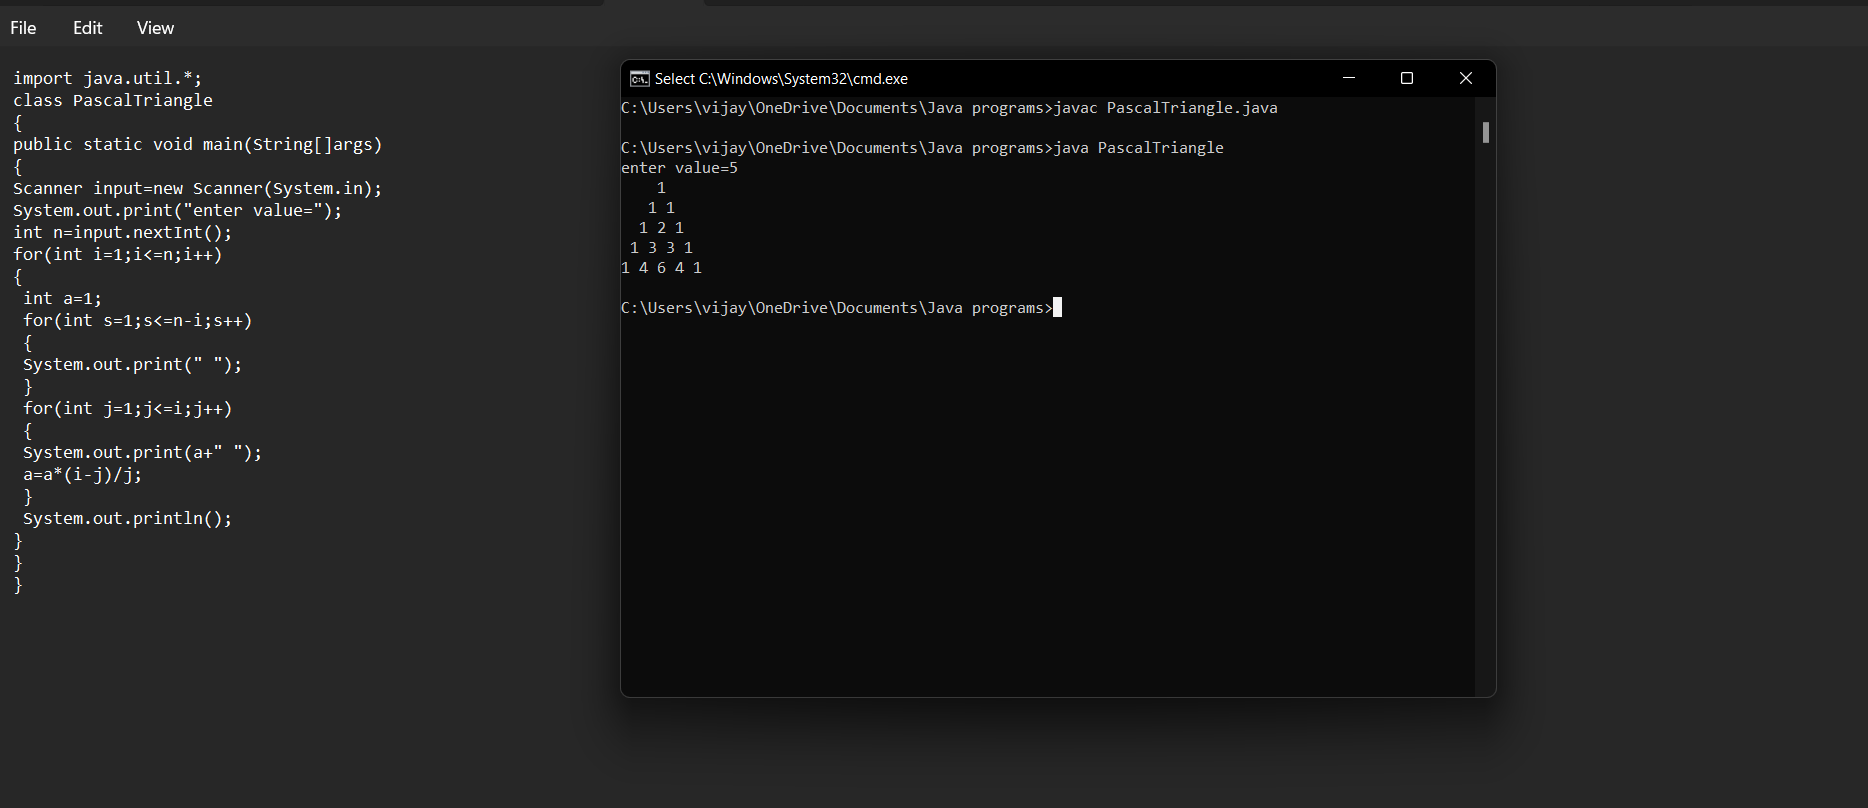 File Edit View
import java.util.*;
class PascalTriangle
{
public static void main(String[]args)
{
Scanner input=new Scanner(System.in);
System.out.print("enter value=");
int n=input.nextInt();
for(int i=1;i<=n;i++)
{
 int a=1;
 for(int s=1;s<=n-i;s++)
 {
 System.out.print(" ");
 }
 for(int j=1;j<=i;j++)
 {
 System.out.print(a+" ");
 a=a*(i-j)/j;
 }
 System.out.println();
}
}
}
Select C:\Windows\System32\cmd.exe
C:\Users\vijay\OneDrive\Documents\Java programs>javac PascalTriangle.java
C:\Users\vijay\OneDrive\Documents\Java programs>java PascalTriangle
enter value=5
    1
   1 1
  1 2 1
 1 3 3 1
1 4 6 4 1
C:\Users\vijay\OneDrive\Documents\Java programs>